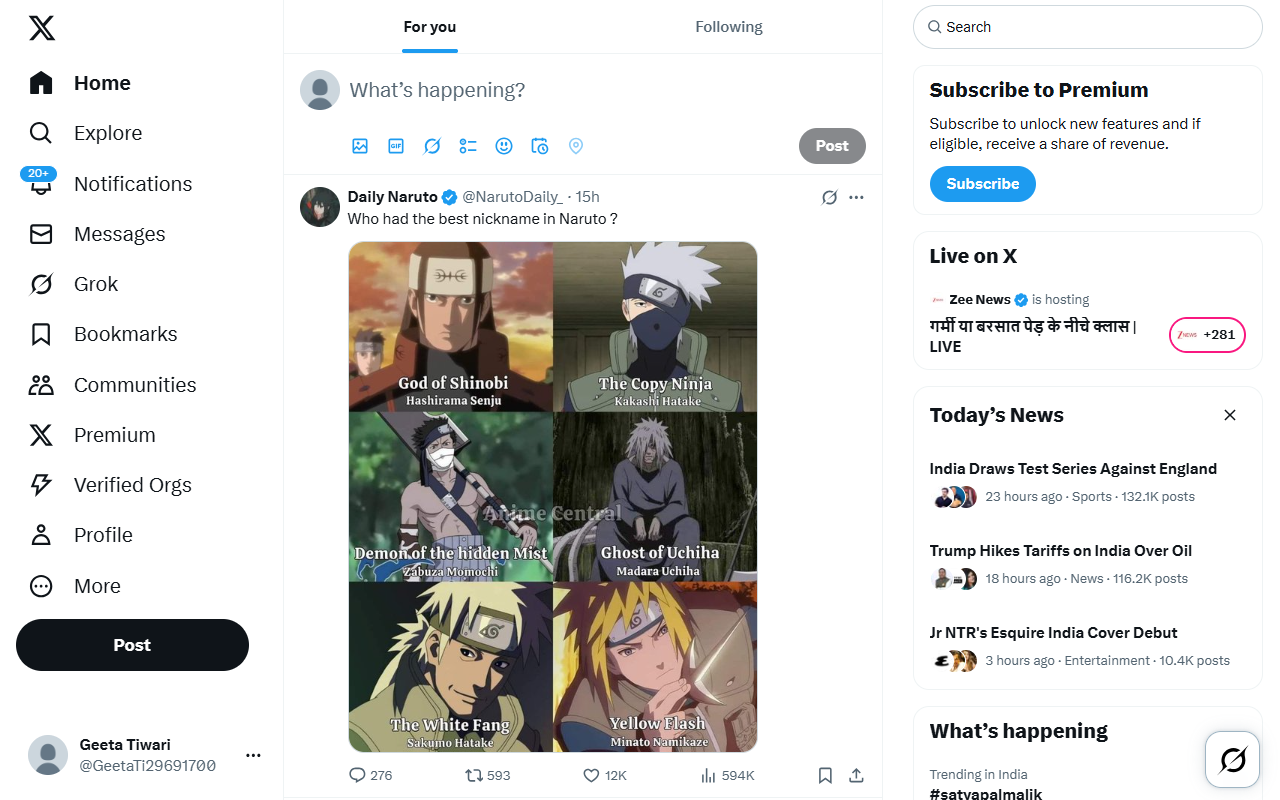 Home
Explore
20+
Notifications
Messages
Grok
Bookmarks
Communities
Premium
Verified Orgs
Profile
More
Post
Geeta Tiwari
@GeetaTi29691700
For you
Following
What's happening?
GIF
Post
Daily Naruto @NarutoDaily_ · 15h
Who had the best nickname in Naruto ?
God of Shinobi
Hashirama Senju
The Copy Ninja
Kakashi Hatake
Anime Central
Demon of the hidden Mist
Zabuza Momochi
Ghost of Uchiha
Madara Uchiha
The White Fang
Sakumo Hatake
Yellow Flash
Minato Namikaze
276
593
12K
594K
Search
Subscribe to Premium
Subscribe to unlock new features and if
eligible, receive a share of revenue.
Subscribe
Live on X
Zee News is hosting
गर्मी या बरसात पेड़ के नीचे क्लास |
LIVE
+281
Today's News
India Draws Test Series Against England
23 hours ago · Sports · 132.1K posts
Trump Hikes Tariffs on India Over Oil
18 hours ago · News · 116.2K posts
Jr NTR's Esquire India Cover Debut
3 hours ago · Entertainment · 10.4K posts
What's happening
Trending in India
#satyapalmalik